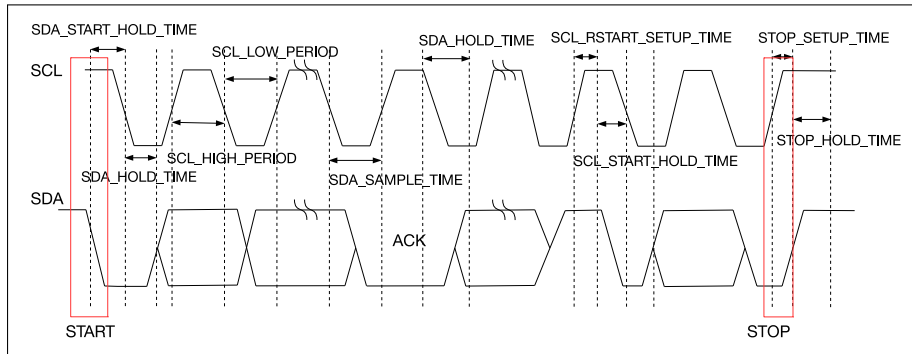 SDA_START_HOLD_TIME
SCL_LOW_PERIOD
SDA_HOLD_TIME
SCL_RSTART_SETUP_TIME
STOP_SETUP_TIME
SCL
SDA_HOLD_TIME
SCL_HIGH_PERIOD
SDA_SAMPLE_TIME
SCL_START_HOLD_TIME
STOP_HOLD_TIME
SDA
ACK
START
STOP